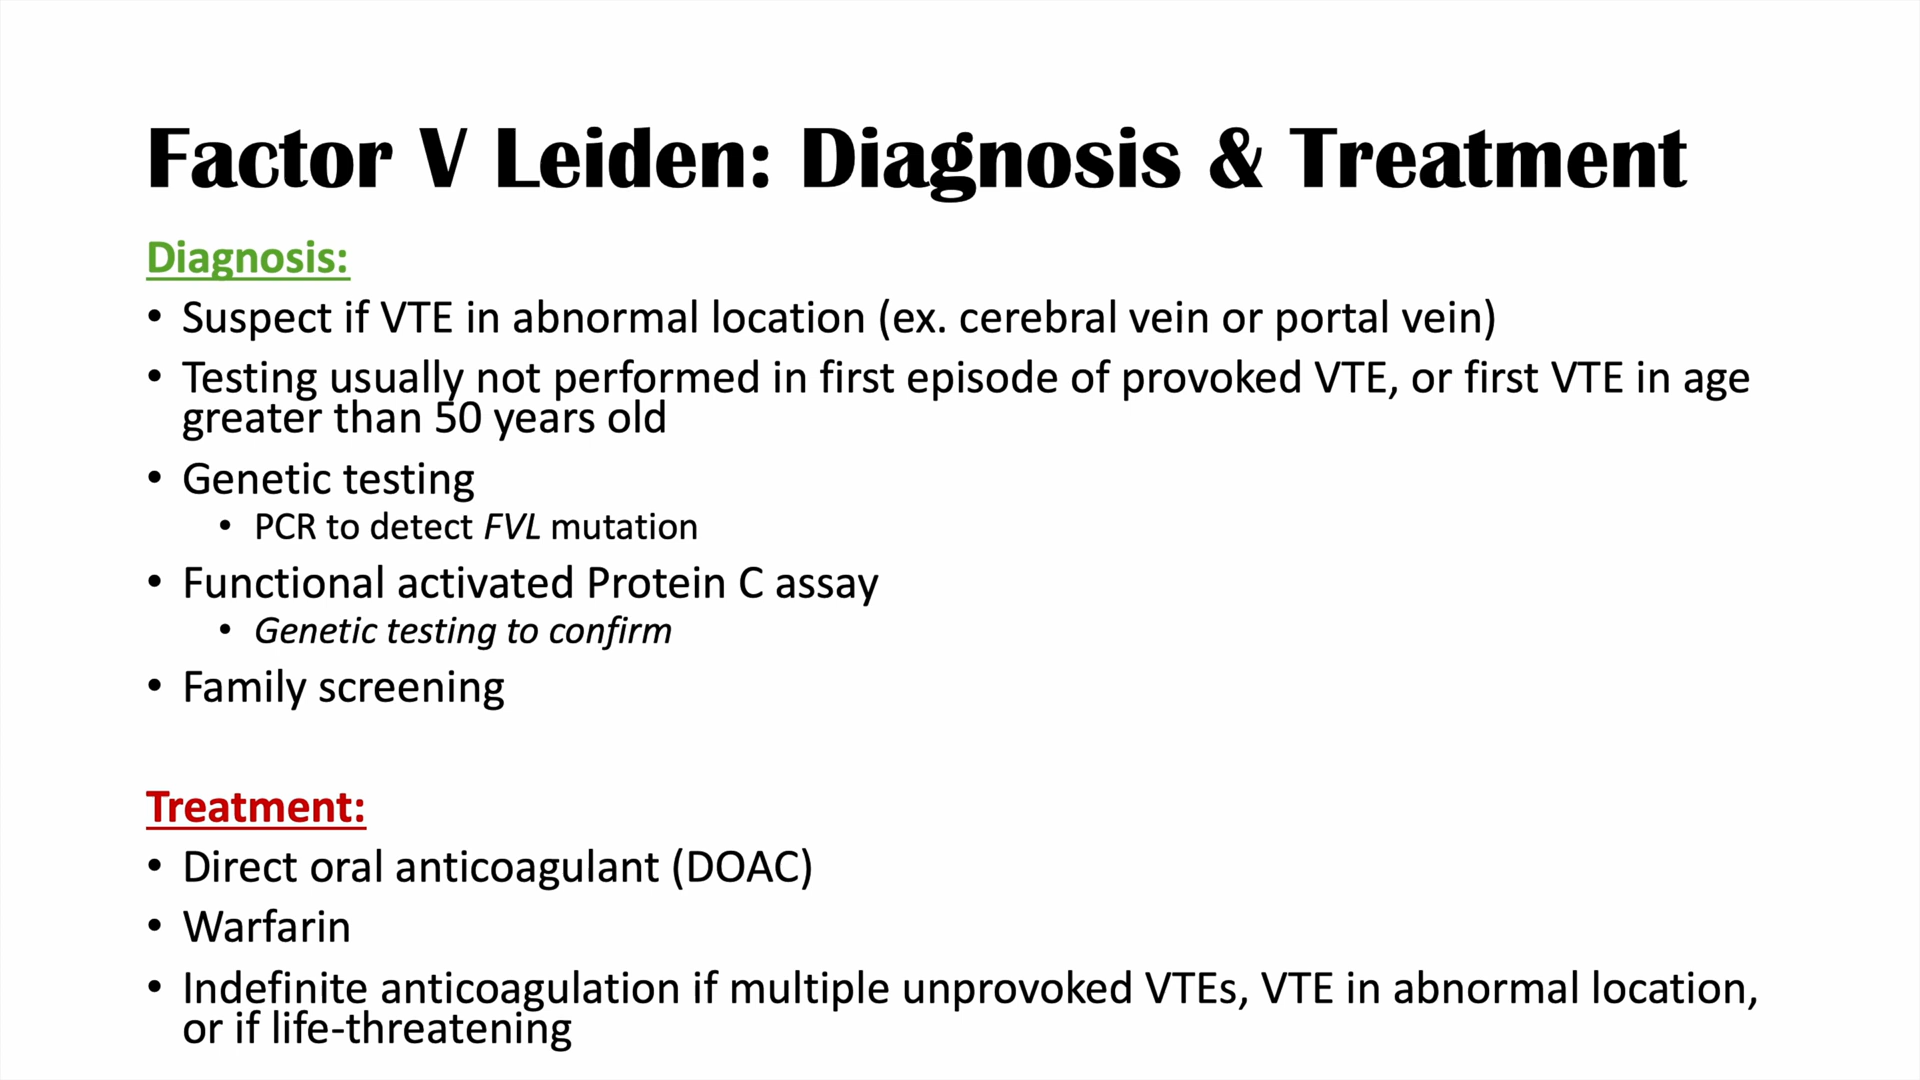 Factor V Leiden: Diagnosis & Treatment
Diagnosis:
• Suspect if VTE in abnormal location (ex. cerebral vein or portal vein)
• Testing usually not performed in first episode of provoked VTE, or first VTE in age
greater than 50 years old
• Genetic testing
• PCR to detect FVL mutation
• Functional activated Protein C assay
• Genetic testing to confirm
• Family screening
Treatment:
• Direct oral anticoagulant (DOAC)
• Warfarin
• Indefinite anticoagulation if multiple unprovoked VTEs, VTE in abnormal location,
or if life-threatening